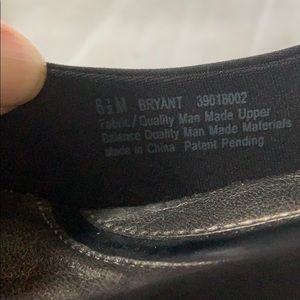 6½M BRYANT 39018002
Fabric/Quality Man Made Upper
Balance Quality Man Made Materials
Made in China Patent Pending